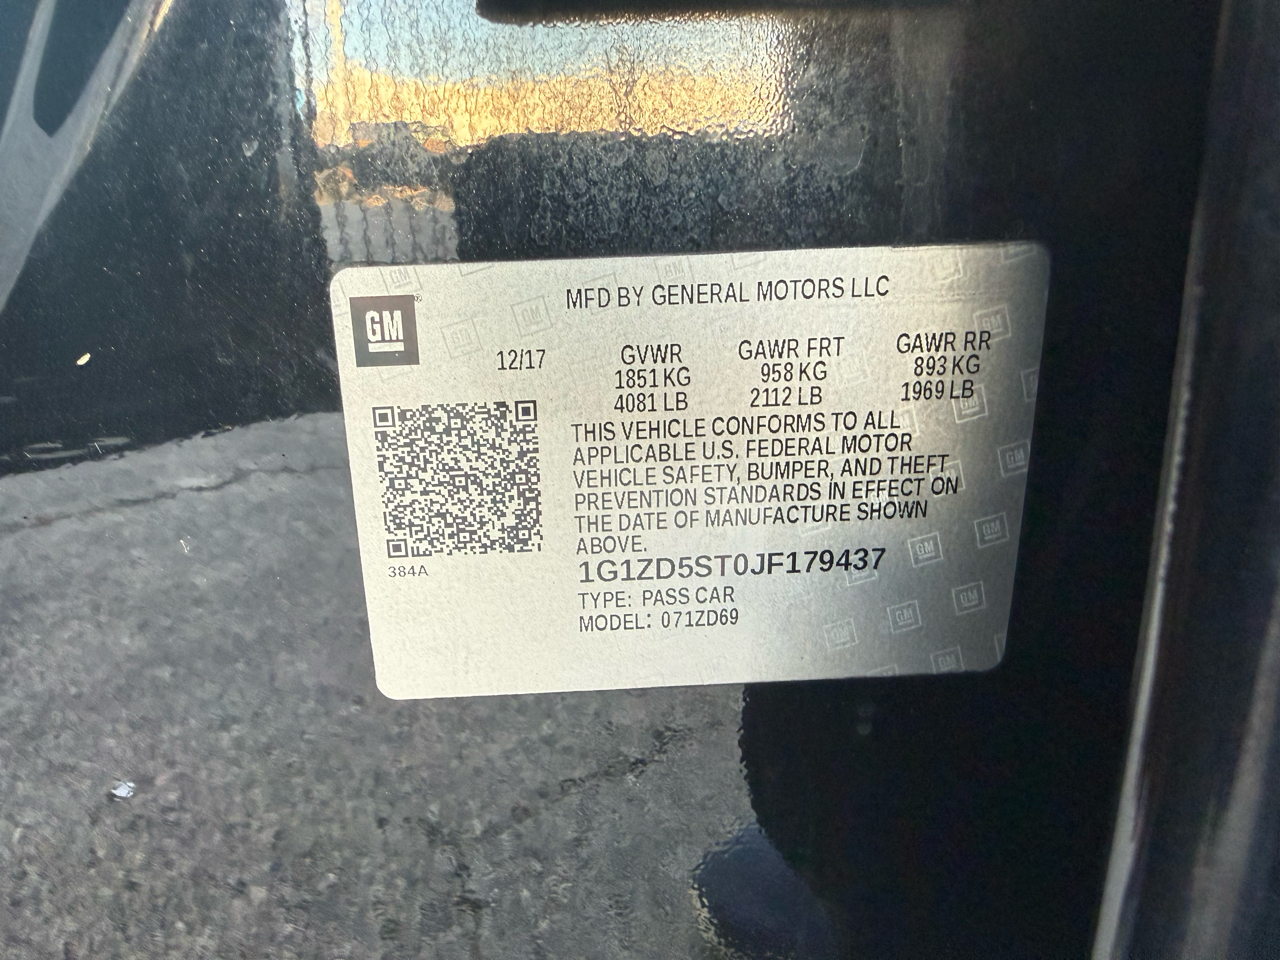 GM
MFD BY GENERAL MOTORS LLC
12/17 GVWR GAWR FRT GAWR RR
1851 KG 958 KG 893 KG
4081 LB 2112 LB 1969 LB
THIS VEHICLE CONFORMS TO ALL
APPLICABLE U.S. FEDERAL MOTOR
VEHICLE SAFETY, BUMPER, AND THEFT
PREVENTION STANDARDS IN EFFECT ON
THE DATE OF MANUFACTURE SHOWN
ABOVE.
384A
1G1ZD5ST0JF179437
TYPE: PASS CAR
MODEL: 071ZD69